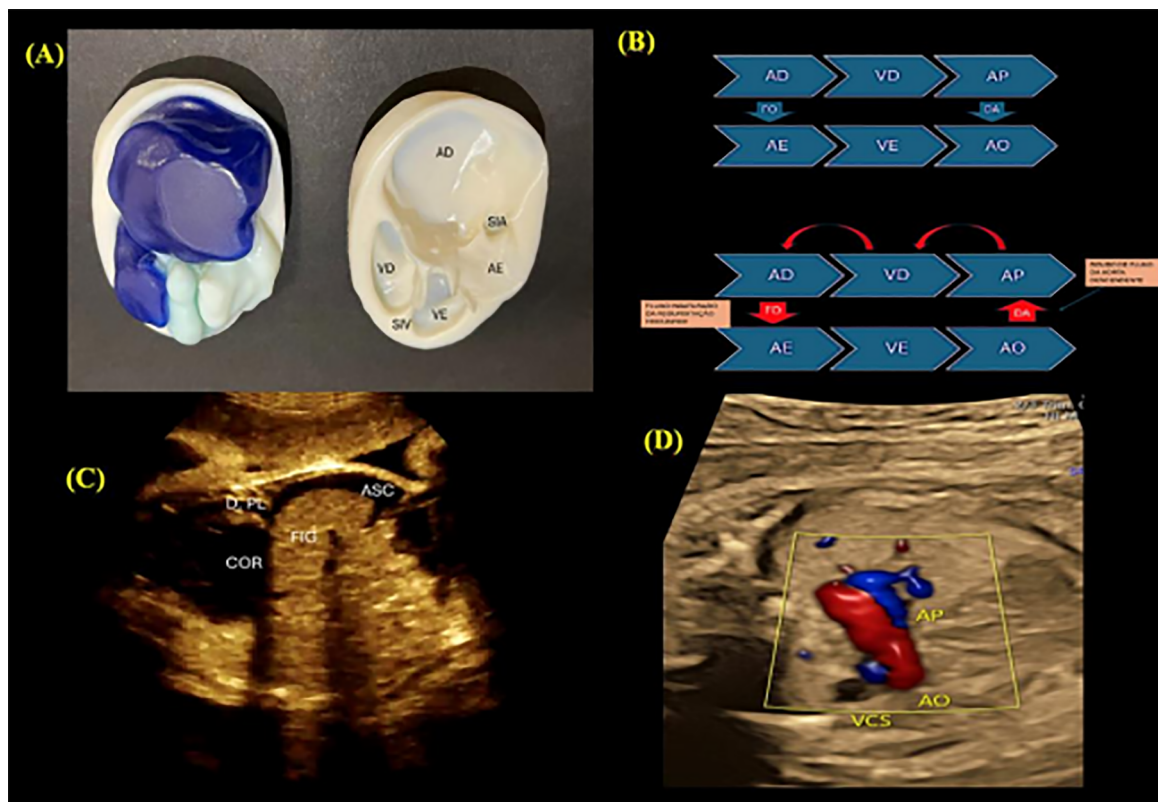 (A)
AD
SIA
VD
AE
VE
SIV
(B)
AD VD AP
FO DA
AE VE AO
AD VD AP
FO DA
AE VE AO
(C)
D. PL
ASC
FIG
COR
(D)
AP
AO
VCS